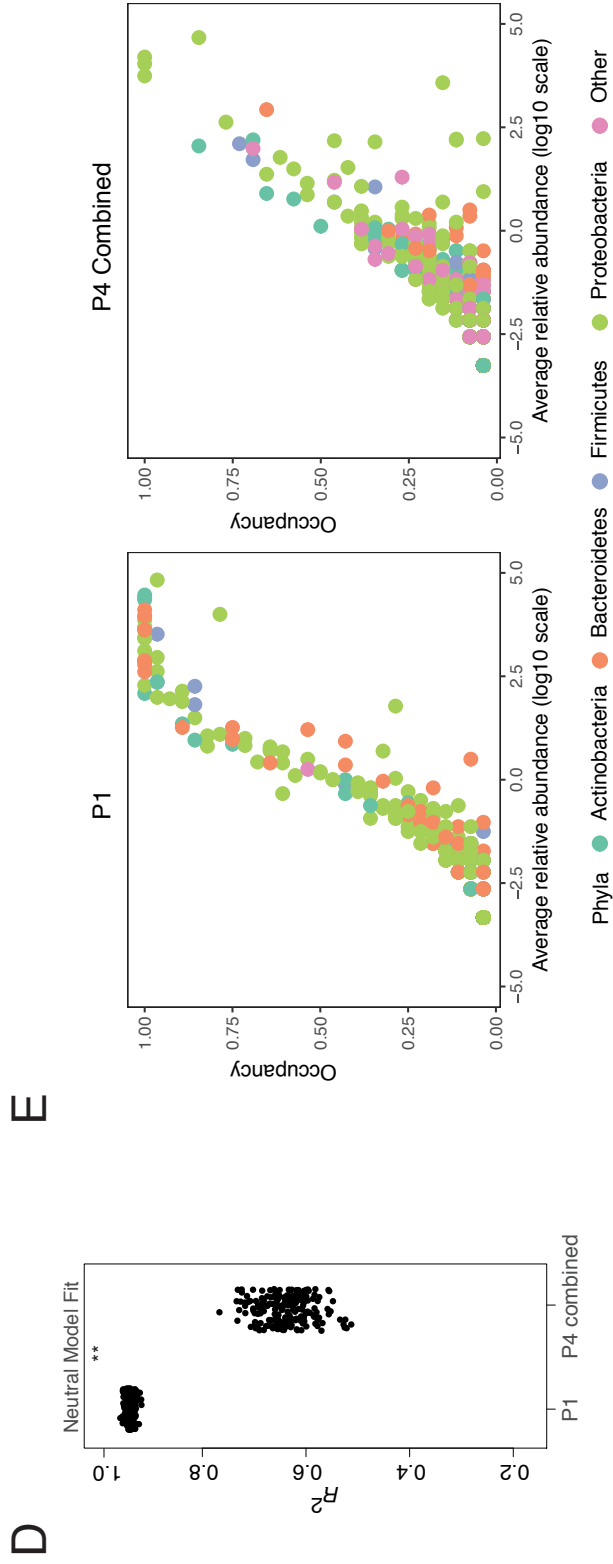 D
Neutral Model Fit
**
1.0
0.8
0.6
0.4
0.2
R²
P1
P4 combined
E
P1
Occupancy
1.00
0.75
0.50
0.25
0.00
−5.0
−2.5
0.0
2.5
5.0
Average relative abundance (log10 scale)
P4 Combined
Occupancy
1.00
0.75
0.50
0.25
0.00
−5.0
−2.5
0.0
2.5
5.0
Average relative abundance (log10 scale)
Phyla Actinobacteria Bacteroidetes Firmicutes Proteobacteria Other